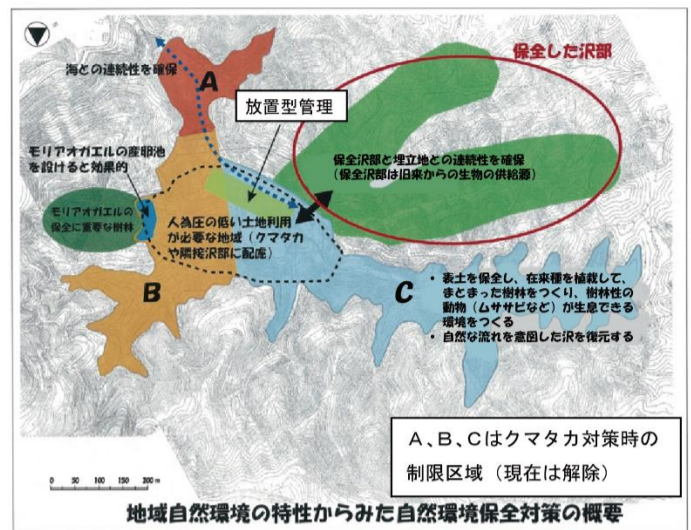 海との連続性を確保
A
保全した沢部
放置型管理
モリアオガエルの産卵池
を設けると効果的
保全沢部と埋立地との連続性を確保
(保全沢部は旧来からの生物の供給源)
モリアオガエルの
保全に重要な樹林
人為圧の低い土地利用
が必要な地域(クマタカ
や隣接沢部に配慮)
B
C
• 表土を保全し、在来種を植栽して、
まとまった樹林をつくり、樹林性の
動物(ムササビなど)が生息できる
環境をつくる
• 自然な流れを意図した沢を復元する
A、B、Cはクマタカ対策時の
制限区域(現在は解除)
0 50 100 150 200 m
地域自然環境の特性からみた自然環境保全対策の概要